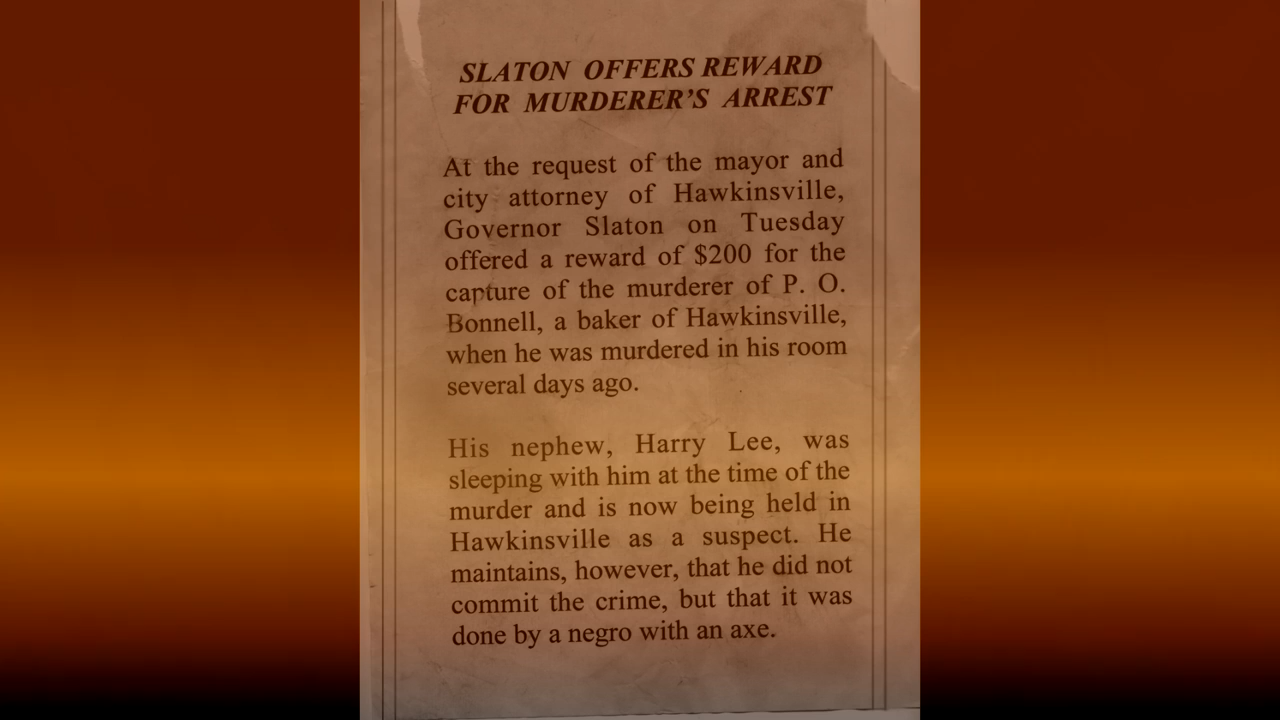 SLATON OFFERS REWARD
FOR MURDERER'S ARREST
At the request of the mayor and
city attorney of Hawkinsville,
Governor Slaton on Tuesday
offered a reward of $200 for the
capture of the murderer of P. O.
Bonnell, a baker of Hawkinsville,
when he was murdered in his room
several days ago.
His nephew, Harry Lee, was
sleeping with him at the time of the
murder and is now being held in
Hawkinsville as a suspect. He
maintains, however, that he did not
commit the crime, but that it was
done by a negro with an axe.